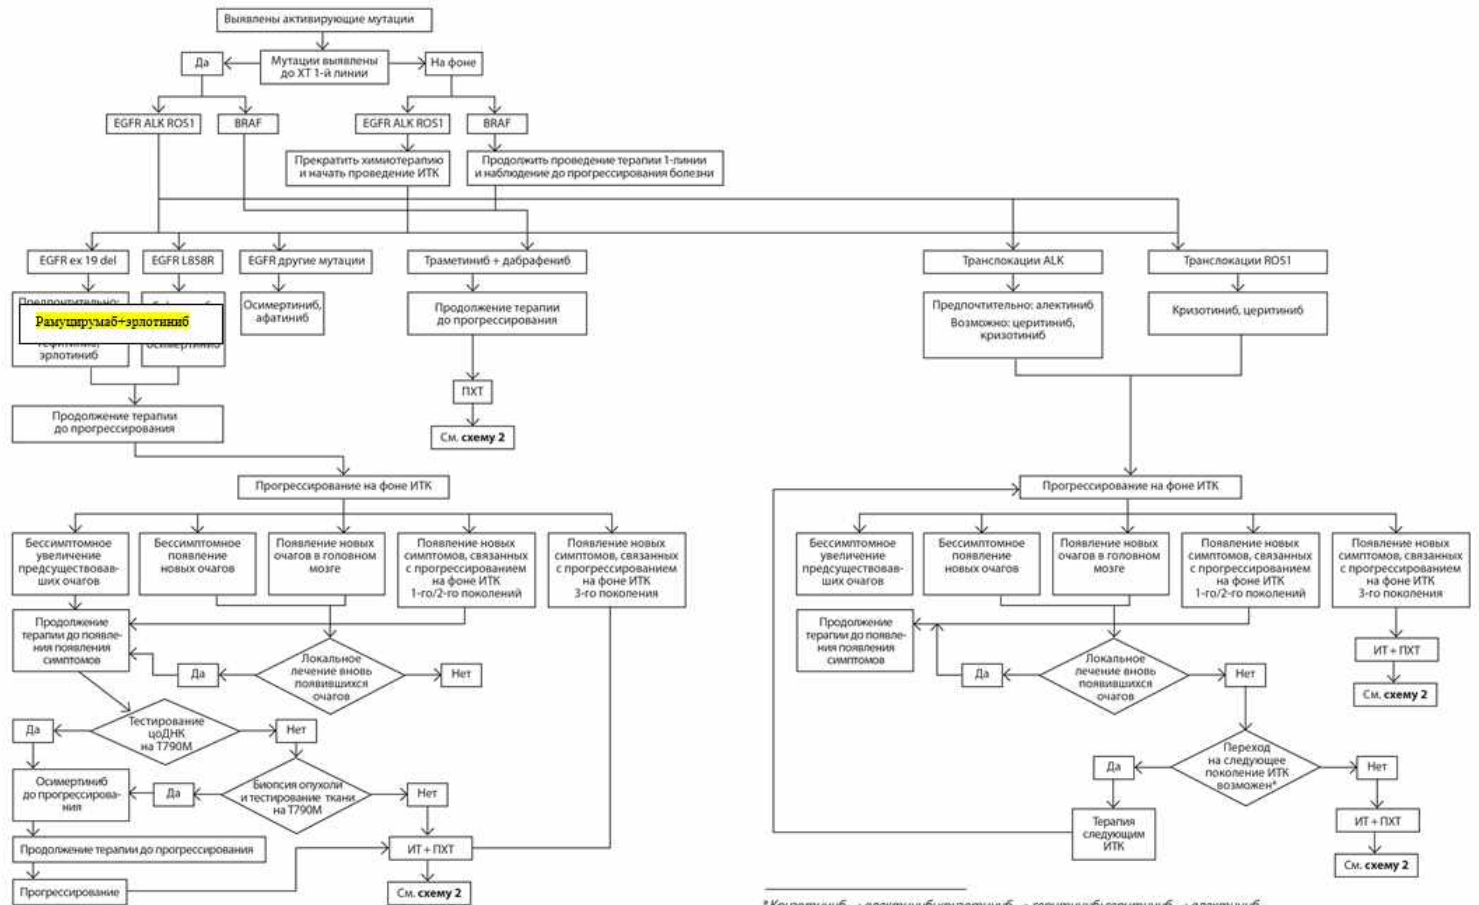 Выявлены активирующие мутации
Да
Мутации выявлены
до ХТ 1-й линии
На фоне
EGFR ALK ROS1
BRAF
EGFR ALK ROS1
BRAF
Прекратить химиотерапию
и начать проведение ИТК
Продолжить проведение терапии 1-линии
и наблюдение до прогрессирования болезни
EGFR ex 19 del
EGFR L858R
EGFR другие мутации
Траметиниб + дабрафениб
Транслокации ALK
Транслокации ROS1
Предпочтительно:
Рамуцирумаб+эрлотиниб
гефитиниб,
эрлотиниб
осимертиниб
Осимертиниб,
афатиниб
Продолжение терапии
до прогрессирования
Предпочтительно: алектиниб
Возможно: церитиниб,
кризотиниб
Кризотиниб, церитиниб
ПХТ
См. схему 2
Продолжение терапии
до прогрессирования
Прогрессирование на фоне ИТК
Бессимптомное
увеличение
предсуществовав-
ших очагов
Бессимптомное
появление
новых очагов
Появление новых
очагов в головном
мозге
Появление новых
симптомов, связанных
с прогрессированием
на фоне ИТК
1-го/2-го поколений
Появление новых
симптомов, связанных
с прогрессированием
на фоне ИТК
3-го поколения
Продолжение
терапии до появле-
ния появления
симптомов
Да
Локальное
лечение вновь
появившихся
очагов
Нет
Да
Тестирование
цоДНК
на T790M
Нет
Осимертиниб
до прогрессирова-
ния
Да
Биопсия опухоли
и тестирование ткани
на T790M
Нет
Продолжение терапии до прогрессирования
ИТ + ПХТ
Прогрессирование
См. схему 2
Прогрессирование на фоне ИТК
Бессимптомное
увеличение
предсуществовав-
ших очагов
Бессимптомное
появление
новых очагов
Появление новых
очагов в головном
мозге
Появление новых
симптомов, связанных
с прогрессированием
на фоне ИТК
1-го/2-го поколений
Появление новых
симптомов, связанных
с прогрессированием
на фоне ИТК
3-го поколения
Продолжение
терапии до появле-
ния появления
симптомов
Да
Локальное
лечение вновь
появившихся
очагов
Нет
ИТ + ПХТ
См. схему 2
Да
Переход
на следующее
поколение ИТК
возможен*
Нет
Терапия
следующим
ИТК
ИТ + ПХТ
См. схему 2